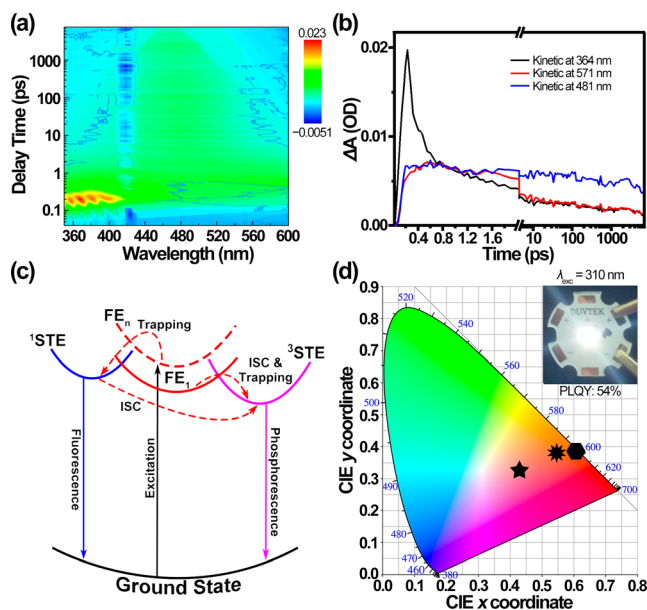 (a)
0.023
−0.0051
1000
100
10
1
0.1
Delay Time (ps)
360 400 440 480 520 560 600
Wavelength (nm)
(b)
0.02
0.01
0.00
ΔA (OD)
Kinetic at 364 nm
Kinetic at 571 nm
Kinetic at 481 nm
0.4 0.8 1.2 1.6 10 100 1000
Time (ps)
(c)
FEn
Trapping
1STE
3STE
ISC &
Trapping
FE1
ISC
Fluorescence
Excitation
Phosphorescence
Ground State
(d)
λexc = 310 nm
DUVTEK
PLQY: 54%
0.9
0.8
0.7
0.6
0.5
0.4
0.3
0.2
0.1
0.0
CIE y coordinate
520
540
560
580
500
600
620
700
490
480
470
460
380
0.0 0.1 0.2 0.3 0.4 0.5 0.6 0.7 0.8
CIE x coordinate